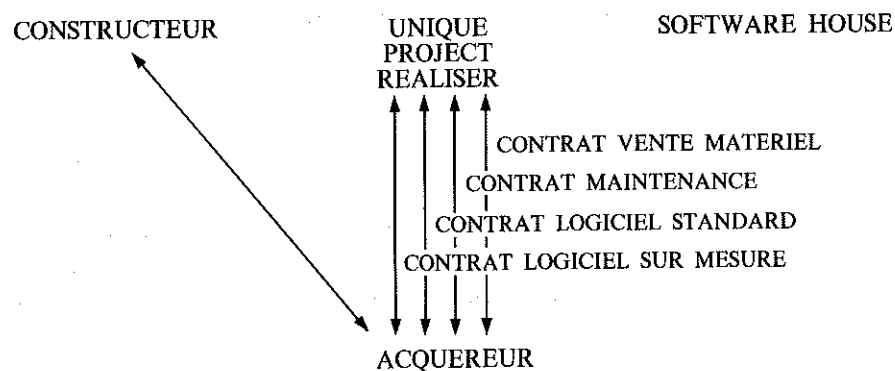 CONSTRUCTEUR
UNIQUE
PROJECT
REALISER
SOFTWARE HOUSE
CONTRAT VENTE MATERIEL
CONTRAT MAINTENANCE
CONTRAT LOGICIEL STANDARD
CONTRAT LOGICIEL SUR MESURE
ACQUEREUR